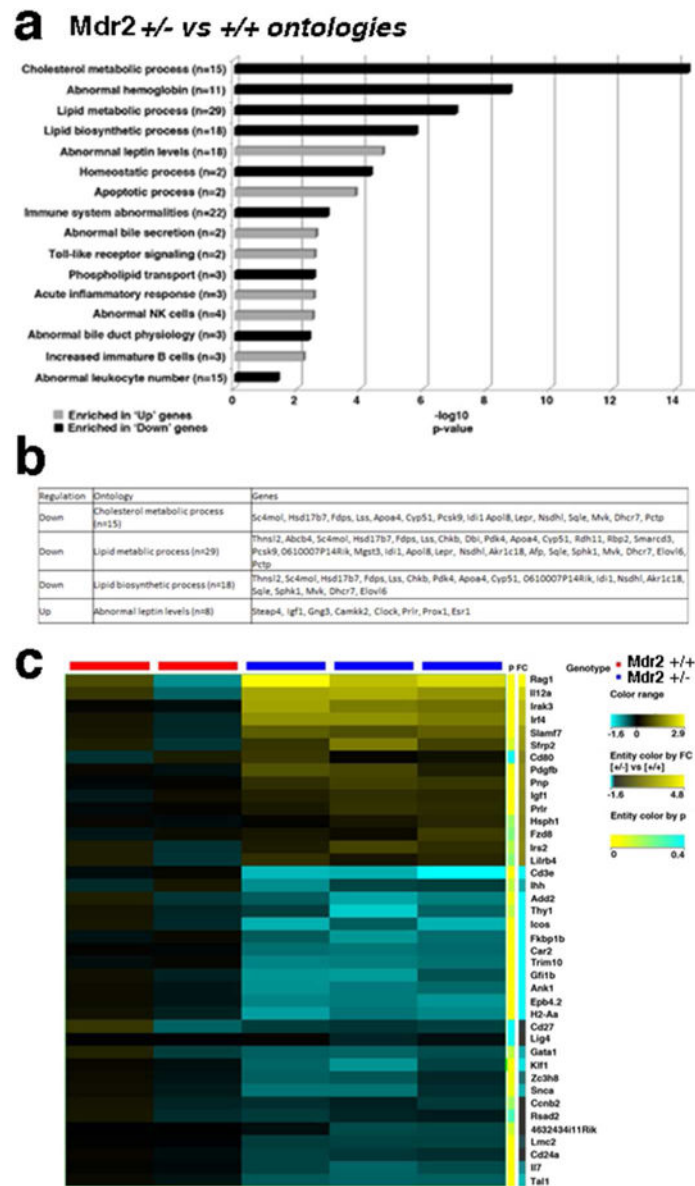 a Mdr2 +/- vs +/+ ontologies
Cholesterol metabolic process (n=15)
Abnormal hemoglobin (n=11)
Lipid metabolic process (n=29)
Lipid biosynthetic process (n=18)
Abnormnal leptin levels (n=18)
Homeostatic process (n=2)
Apoptotic process (n=2)
Immune system abnormalities (n=22)
Abnormal bile secretion (n=2)
Toll-like receptor signaling (n=2)
Phospholipid transport (n=3)
Acute inflammatory response (n=3)
Abnormal NK cells (n=4)
Abnormal bile duct physiology (n=3)
Increased immature B cells (n=3)
Abnormal leukocyte number (n=15)
0 2 4 6 8 10 12 14
-log10
p-value
Enriched in 'Up' genes
Enriched in 'Down' genes
b
Regulation Ontology Genes
Down Cholesterol metabolic process (n=15) Sc4mol, Hsd17b7, Fdps, Lss, Apoa4, Cyp51, Pcsk9, Idi1 Apol8, Lepr, Nsdhl, Sqle, Mvk, Dhcr7, Pctp
Down Lipid metablic process (n=29) Thnsl2, Abcb4, Sc4mol, Hsd17b7, Fdps, Lss, Chkb, Dbi, Pdk4, Apoa4, Cyp51, Rdh11, Rbp2, Smarcd3,
Pcsk9, 0610007P14Rik, Mgst3, Idi1, Apol8, Lepr, Nsdhl, Akr1c18, Afp, Sqle, Sphk1, Mvk, Dhcr7, Elovl6,
Pctp
Down Lipid biosynthetic process (n=18) Thnsl2, Sc4mol, Hsd17b7, Fdps, Lss, Chkb, Pdk4, Apoa4, Cyp51, O610007P14Rik, Idi1, Nsdhl, Akr1c18,
Sqle, Sphk1, Mvk, Dhcr7, Elovl6
Up Abnormal leptin levels (n=8) Steap4, Igf1, Gng3, Camkk2, Clock, Prlr, Prox1, Esr1
c
P FC
Genotype Mdr2 +/+
Mdr2 +/-
Color range
-1.6 0 2.9
Entity color by FC
[+/-] vs [+/+]
-1.6 4.8
Entity color by p
0 0.4
Rag1
Il12a
Irak3
Irf4
Slamf7
Sfrp2
Cd80
Pdgfb
Pnp
Igf1
Prlr
Hsph1
Fzd8
Irs2
Lilrb4
Cd3e
Ihh
Add2
Thy1
Icos
Fkbp1b
Car2
Trim10
Gfi1b
Ank1
Epb4.2
H2-Aa
Cd27
Lig4
Gata1
Klf1
Zc3h8
Snca
Ccnb2
Rsad2
4632434i11Rik
Lmc2
Cd24a
Il7
Tal1